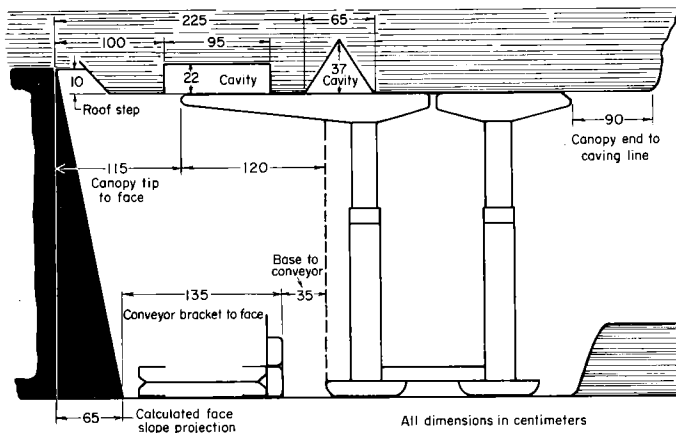 225
65
100
95
10
22
Cavity
37
Cavity
Roof step
90
Canopy end to
caving line
115
120
Canopy tip
to face
Base to
conveyor
135
35
Conveyor bracket to face
65
Calculated face
slope projection
All dimensions in centimeters